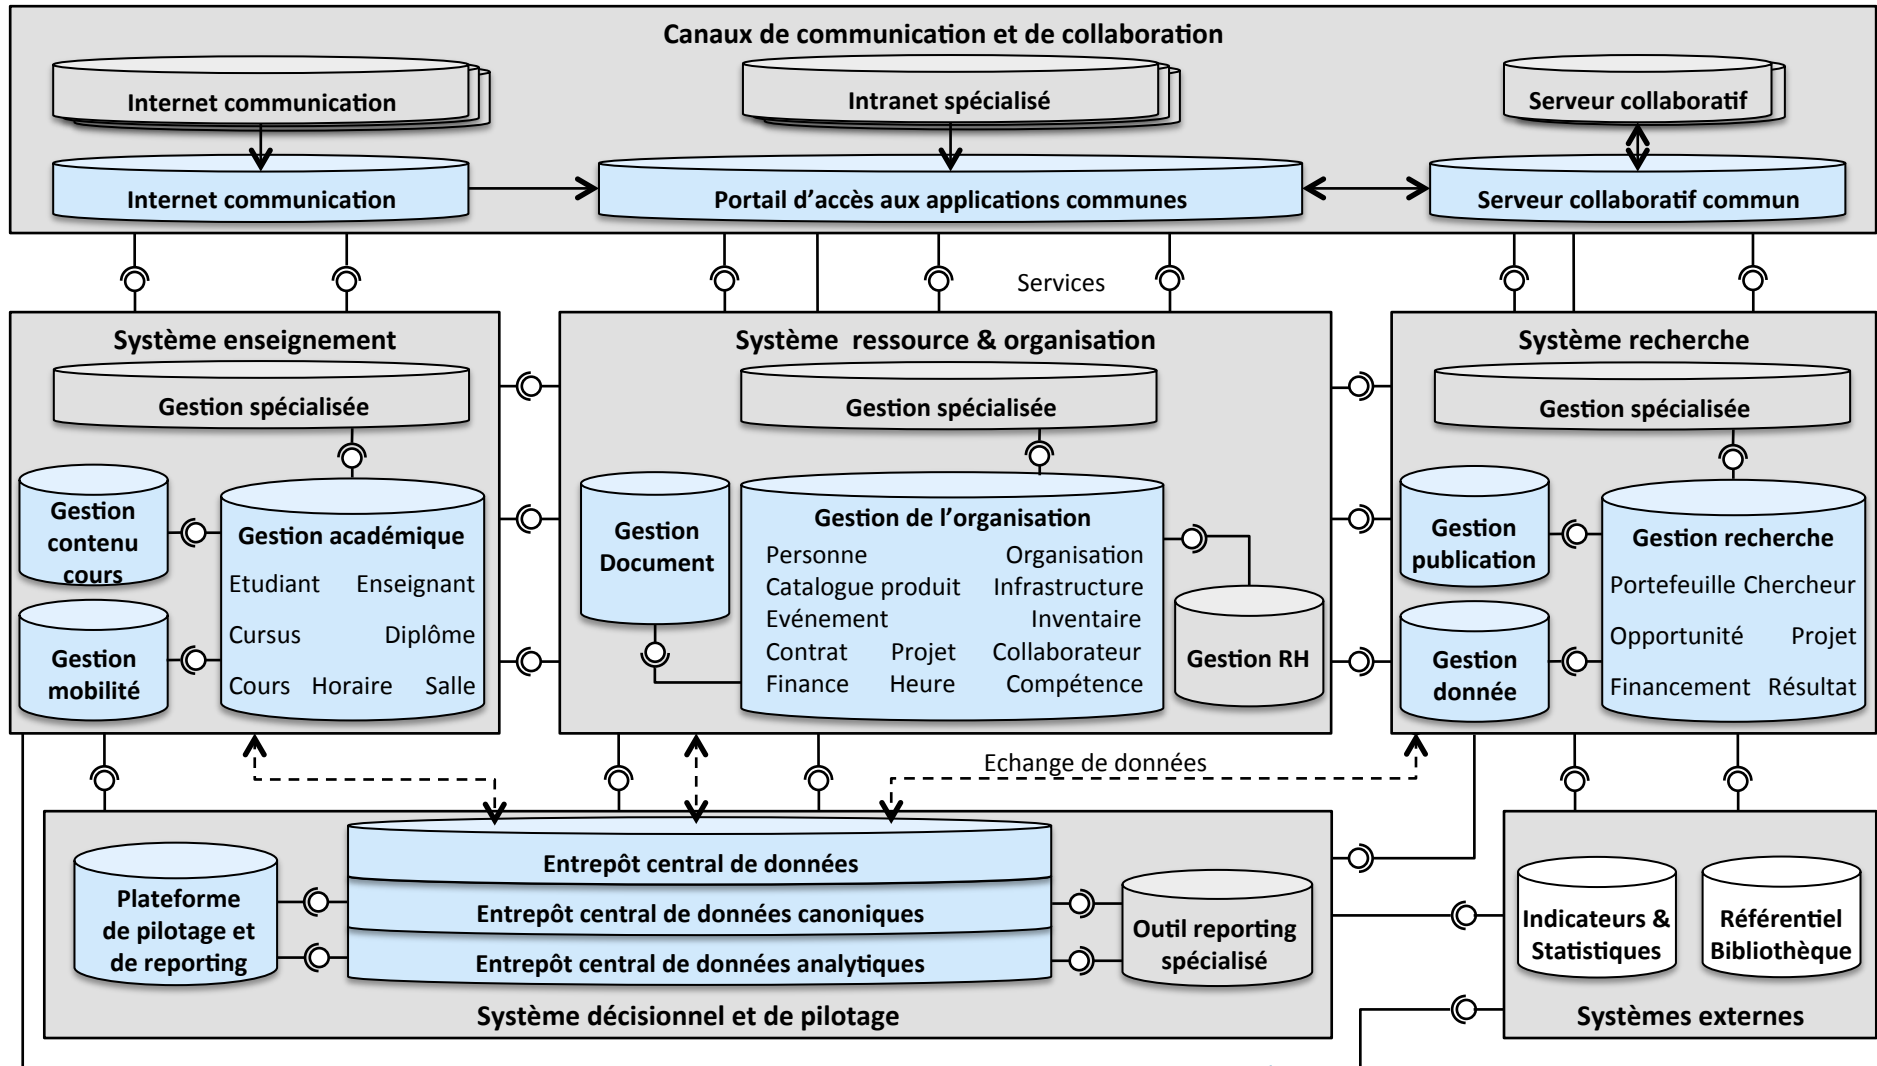 Canaux de communication et de collaboration
Internet communication
Intranet spécialisé
Serveur collaboratif
Internet communication
Portail d'accès aux applications communes
Serveur collaboratif commun
Services
Système enseignement
Gestion spécialisée
Gestion
contenu
cours
Gestion académique
Etudiant Enseignant
Cursus Diplôme
Cours Horaire Salle
Gestion
mobilité
Système ressource & organisation
Gestion spécialisée
Gestion
Document
Gestion de l'organisation
Personne Organisation
Catalogue produit Infrastructure
Evénement Inventaire
Contrat Projet Collaborateur
Finance Heure Compétence
Gestion RH
Système recherche
Gestion spécialisée
Gestion
publication
Gestion recherche
Portefeuille Chercheur
Opportunité Projet
Financement Résultat
Gestion
donnée
Echange de données
Plateforme
de pilotage et
de reporting
Entrepôt central de données
Entrepôt central de données canoniques
Entrepôt central de données analytiques
Outil reporting
spécialisé
Système décisionnel et de pilotage
Indicateurs &
Statistiques
Référentiel
Bibliothèque
Systèmes externes